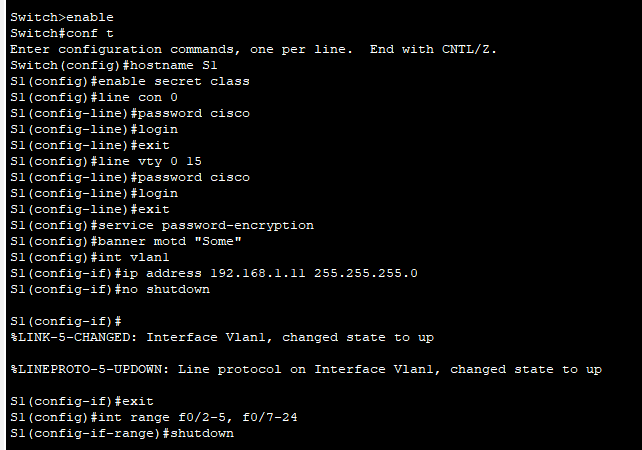 Switch>enable
Switch#conf t
Enter configuration commands, one per line.  End with CNTL/Z.
Switch(config)#hostname S1
S1(config)#enable secret class
S1(config)#line con 0
S1(config-line)#password cisco
S1(config-line)#login
S1(config-line)#exit
S1(config)#line vty 0 15
S1(config-line)#password cisco
S1(config-line)#login
S1(config-line)#exit
S1(config)#service password-encryption
S1(config)#banner motd "Some"
S1(config)#int vlan1
S1(config-if)#ip address 192.168.1.11 255.255.255.0
S1(config-if)#no shutdown
S1(config-if)#
%LINK-5-CHANGED: Interface Vlan1, changed state to up
%LINEPROTO-5-UPDOWN: Line protocol on Interface Vlan1, changed state to up
S1(config-if)#exit
S1(config)#int range f0/2-5, f0/7-24
S1(config-if-range)#shutdown